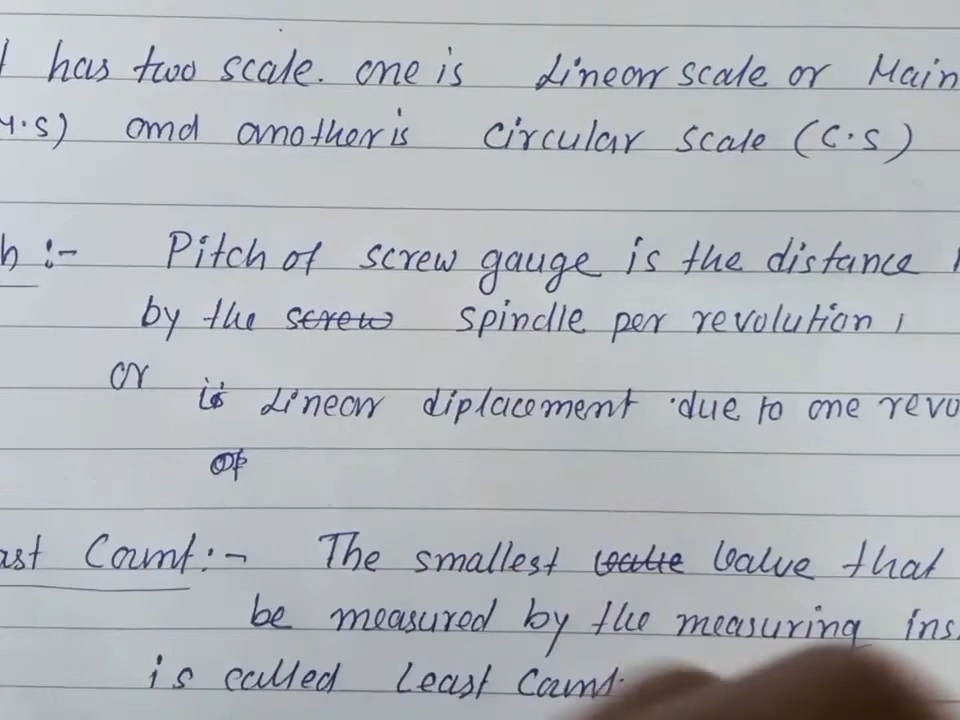 has two scale. one is Linear scale or Main
M.S) and another is circular scale (C.S)
h :- Pitch of screw gauge is the distance
by the screw spindle per revolution,
or is Linear diplacement due to one revo
or
ast Count :- The smallest value value that
be measured by the measuring ins
is called Least Count.